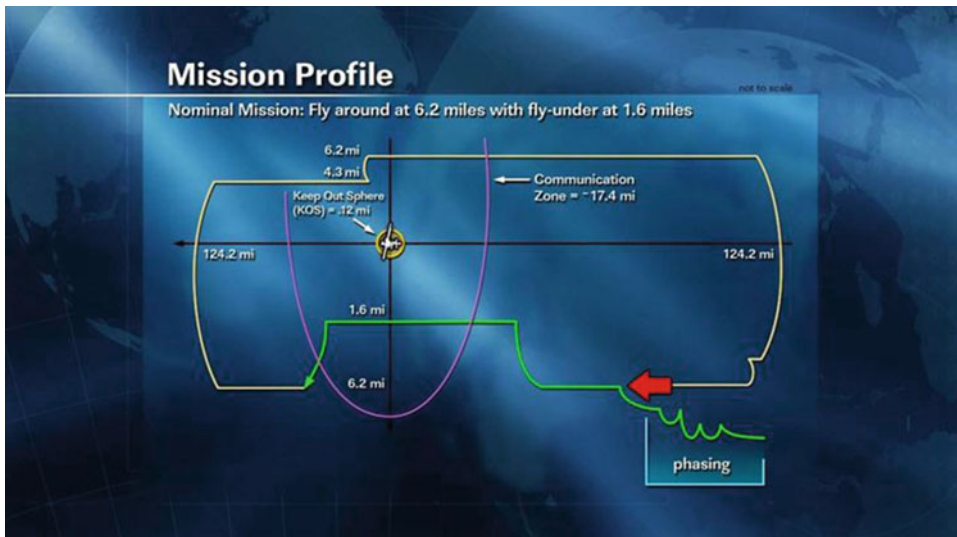 Mission Profile
not to scale
Nominal Mission: Fly around at 6.2 miles with fly-under at 1.6 miles
6.2 mi
4.3 mi
Communication
Zone = ~17.4 mi
Keep Out Sphere
(KOS) = .12 mi
124.2 mi
124.2 mi
1.6 mi
6.2 mi
phasing